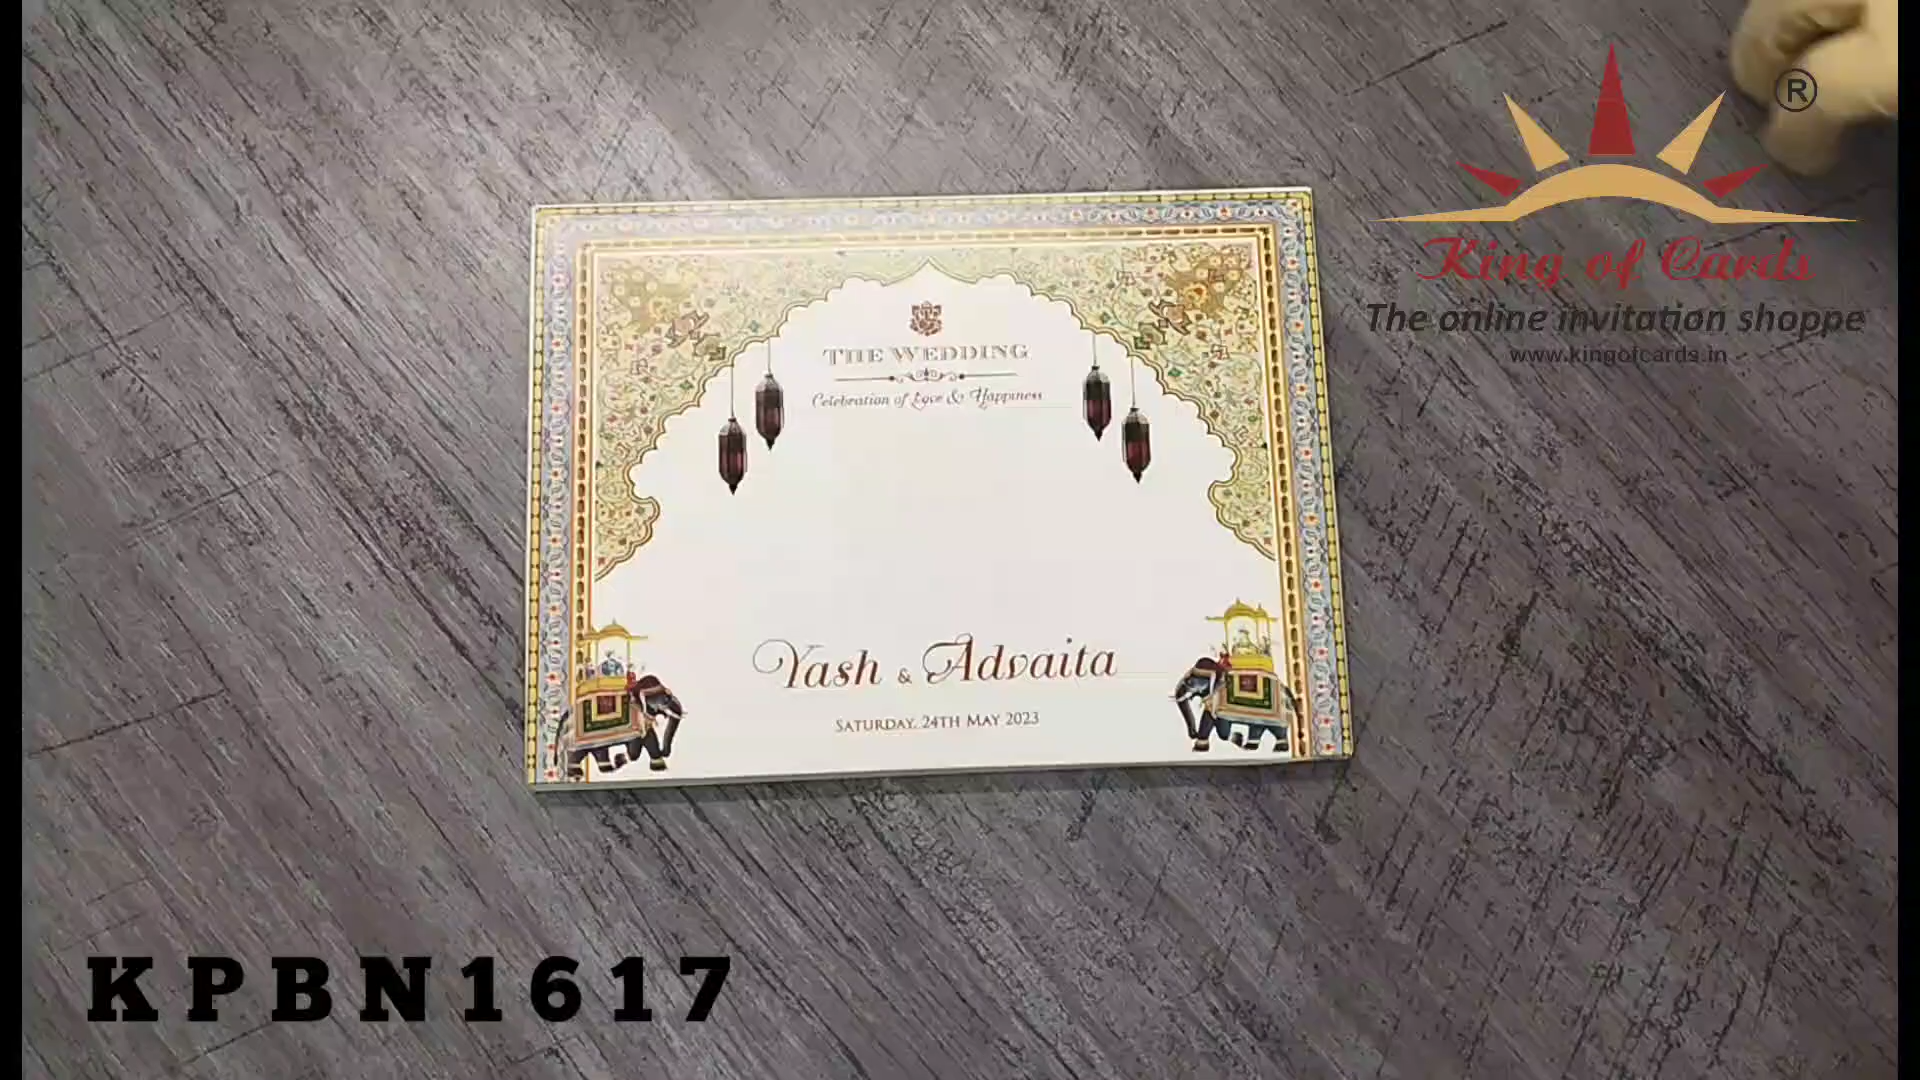 ®
King of Cards
The online invitation shoppe
www.kingofcards.in
THE WEDDING
Celebration of Love & Happiness
Yash & Advaita
SATURDAY, 24TH MAY 2023
KPBN1617